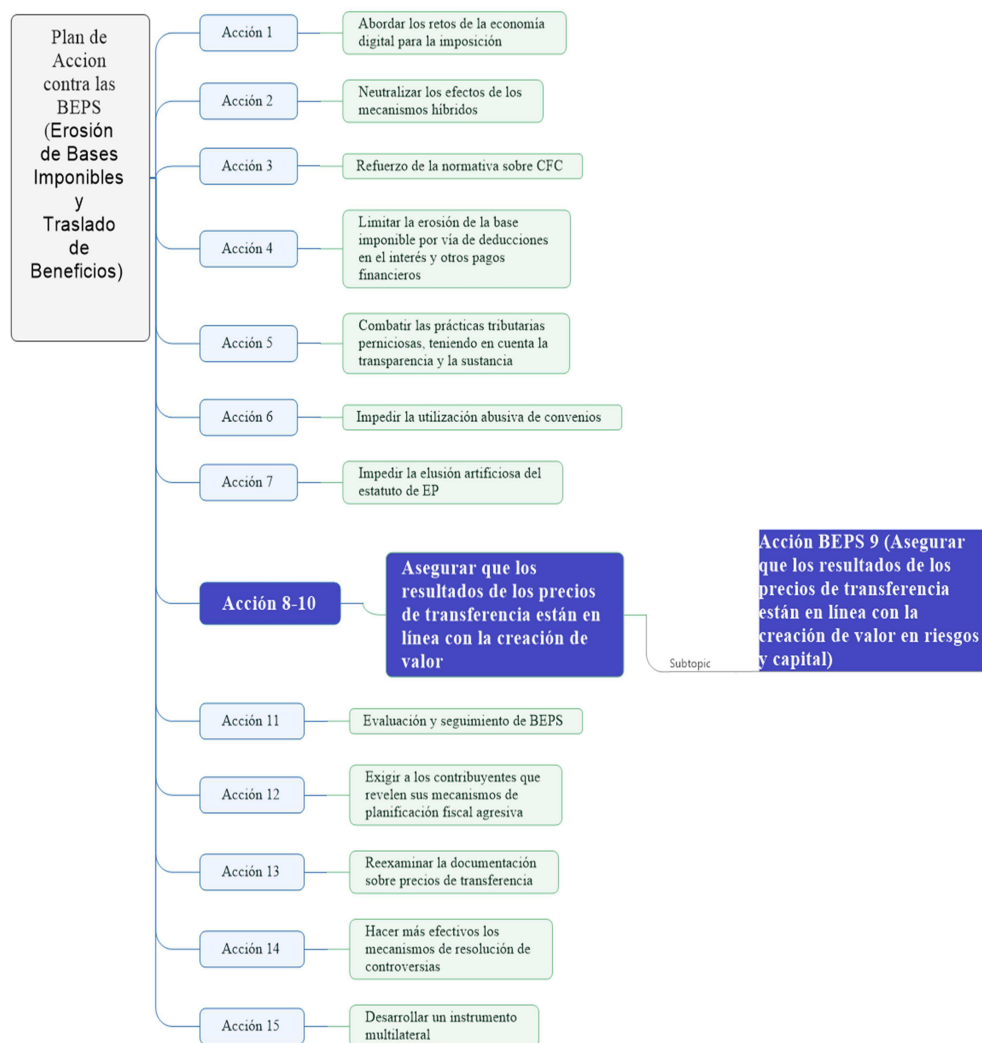 Plan de
Accion
contra las
BEPS
(Erosión
de Bases
Imponibles
y
Traslado
de
Beneficios)
Acción 1
Abordar los retos de la economía
digital para la imposición
Acción 2
Neutralizar los efectos de los
mecanismos híbridos
Acción 3
Refuerzo de la normativa sobre CFC
Acción 4
Limitar la erosión de la base
imponible por vía de deducciones
en el interés y otros pagos
financieros
Acción 5
Combatir las prácticas tributarias
perniciosas, teniendo en cuenta la
transparencia y la sustancia
Acción 6
Impedir la utilización abusiva de convenios
Acción 7
Impedir la elusión artificiosa del
estatuto de EP
Acción 8-10
Asegurar que los
resultados de los precios
de transferencia están en
línea con la creación de
valor
Subtopic
Acción BEPS 9 (Asegurar
que los resultados de los
precios de transferencia
están en línea con la
creación de valor en riesgos
y capital)
Acción 11
Evaluación y seguimiento de BEPS
Acción 12
Exigir a los contribuyentes que
revelen sus mecanismos de
planificación fiscal agresiva
Acción 13
Reexaminar la documentación
sobre precios de transferencia
Acción 14
Hacer más efectivos los
mecanismos de resolución de
controversias
Acción 15
Desarrollar un instrumento
multilateral